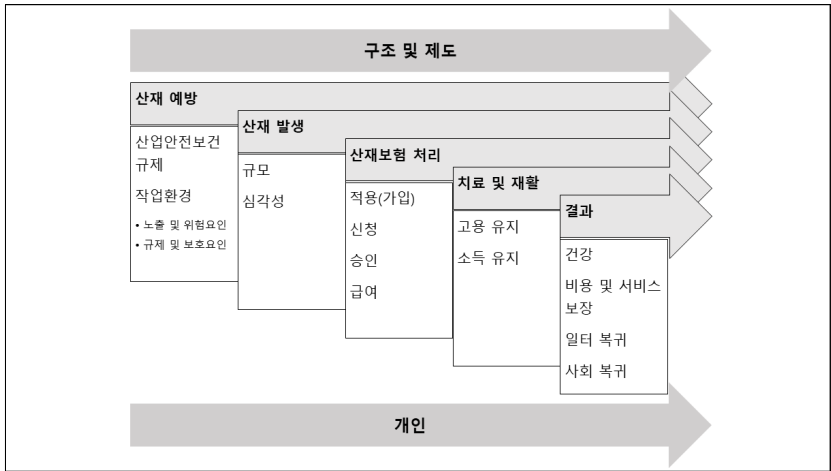 구조 및 제도
산재 예방
산업안전보건
규제
작업환경
• 노출 및 위험요인
• 규제 및 보호요인
산재 발생
규모
심각성
산재보험 처리
적용(가입)
신청
승인
급여
치료 및 재활
고용 유지
소득 유지
결과
건강
비용 및 서비스
보장
일터 복귀
사회 복귀
개인